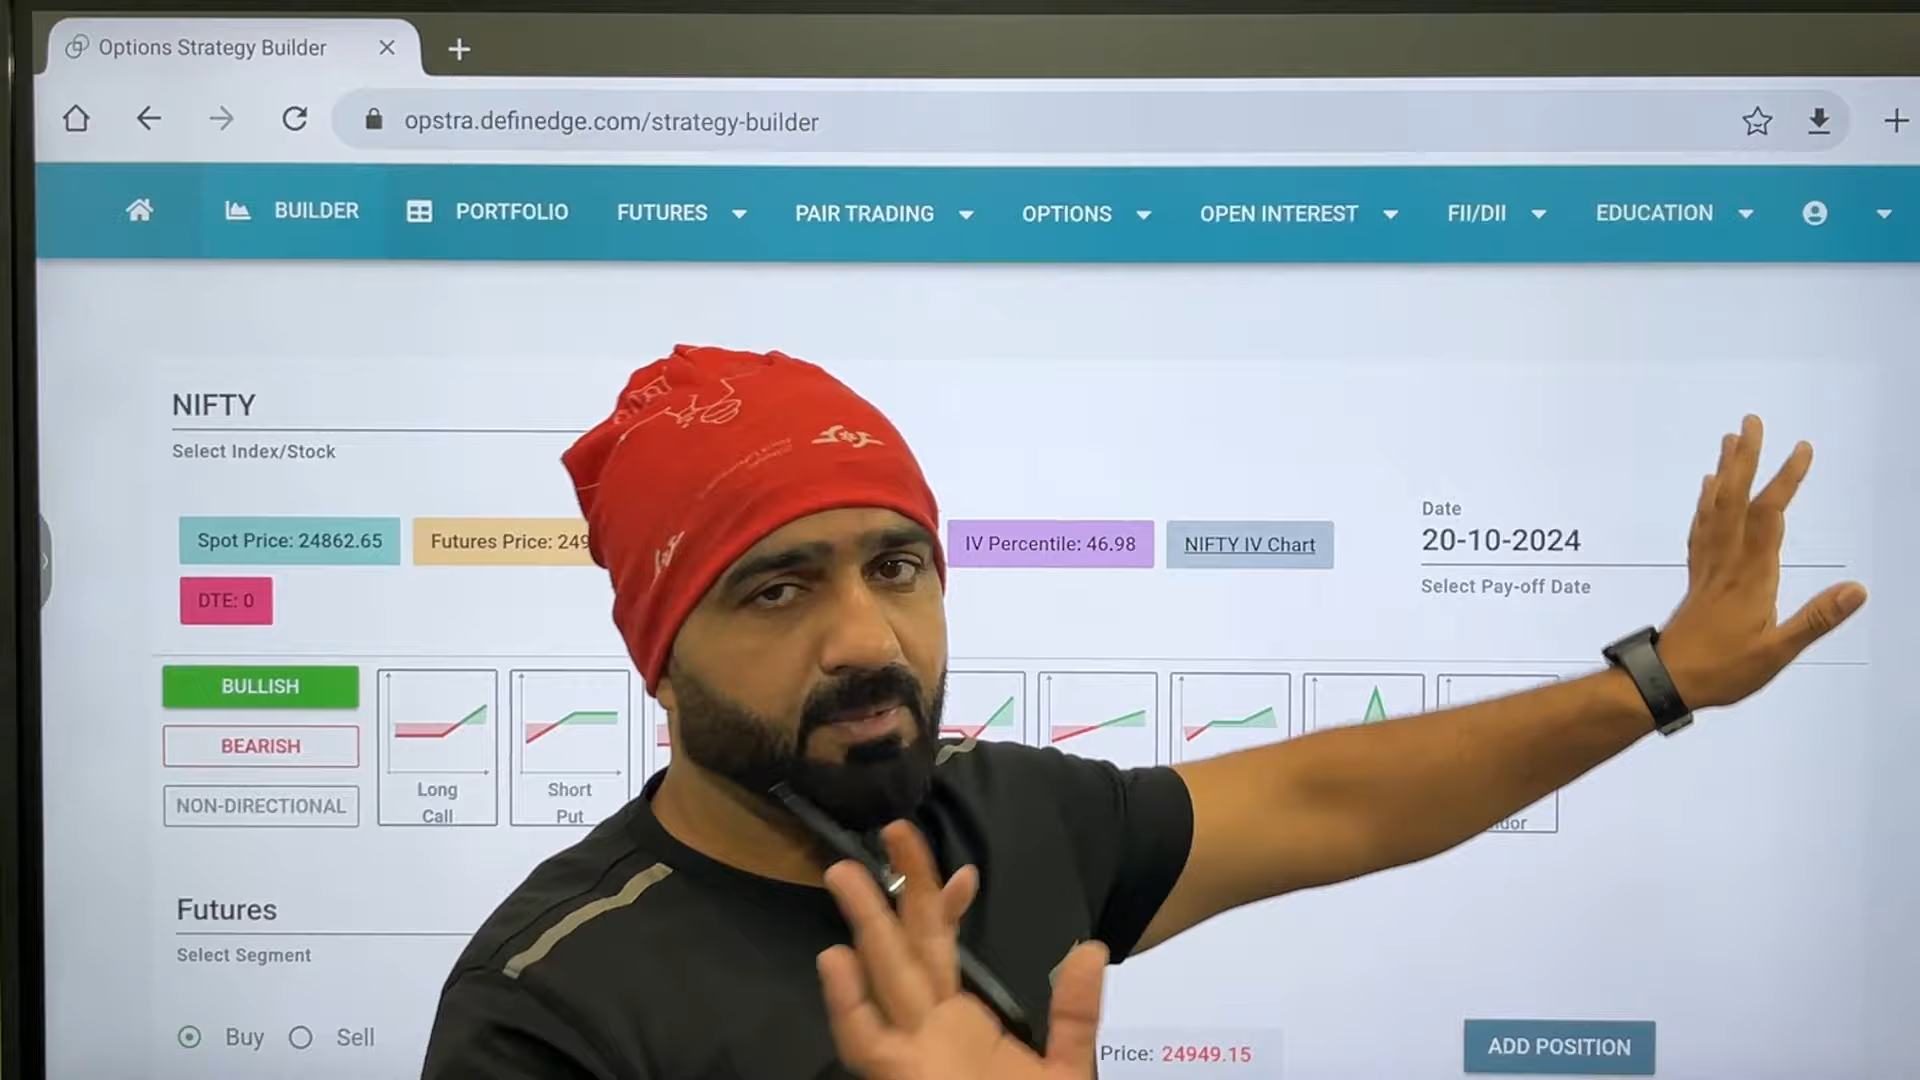 Options Strategy Builder
opstra.definedge.com/strategy-builder
BUILDER
PORTFOLIO
FUTURES
PAIR TRADING
OPTIONS
OPEN INTEREST
FII/DII
EDUCATION
NIFTY
Select Index/Stock
Spot Price: 24862.65
Futures Price: 249
IV Percentile: 46.98
NIFTY IV Chart
Date
20-10-2024
Select Pay-off Date
DTE: 0
BULLISH
BEARISH
NON-DIRECTIONAL
Long
Call
Short
Put
Futures
Select Segment
Buy
Sell
Price: 24949.15
ADD POSITION